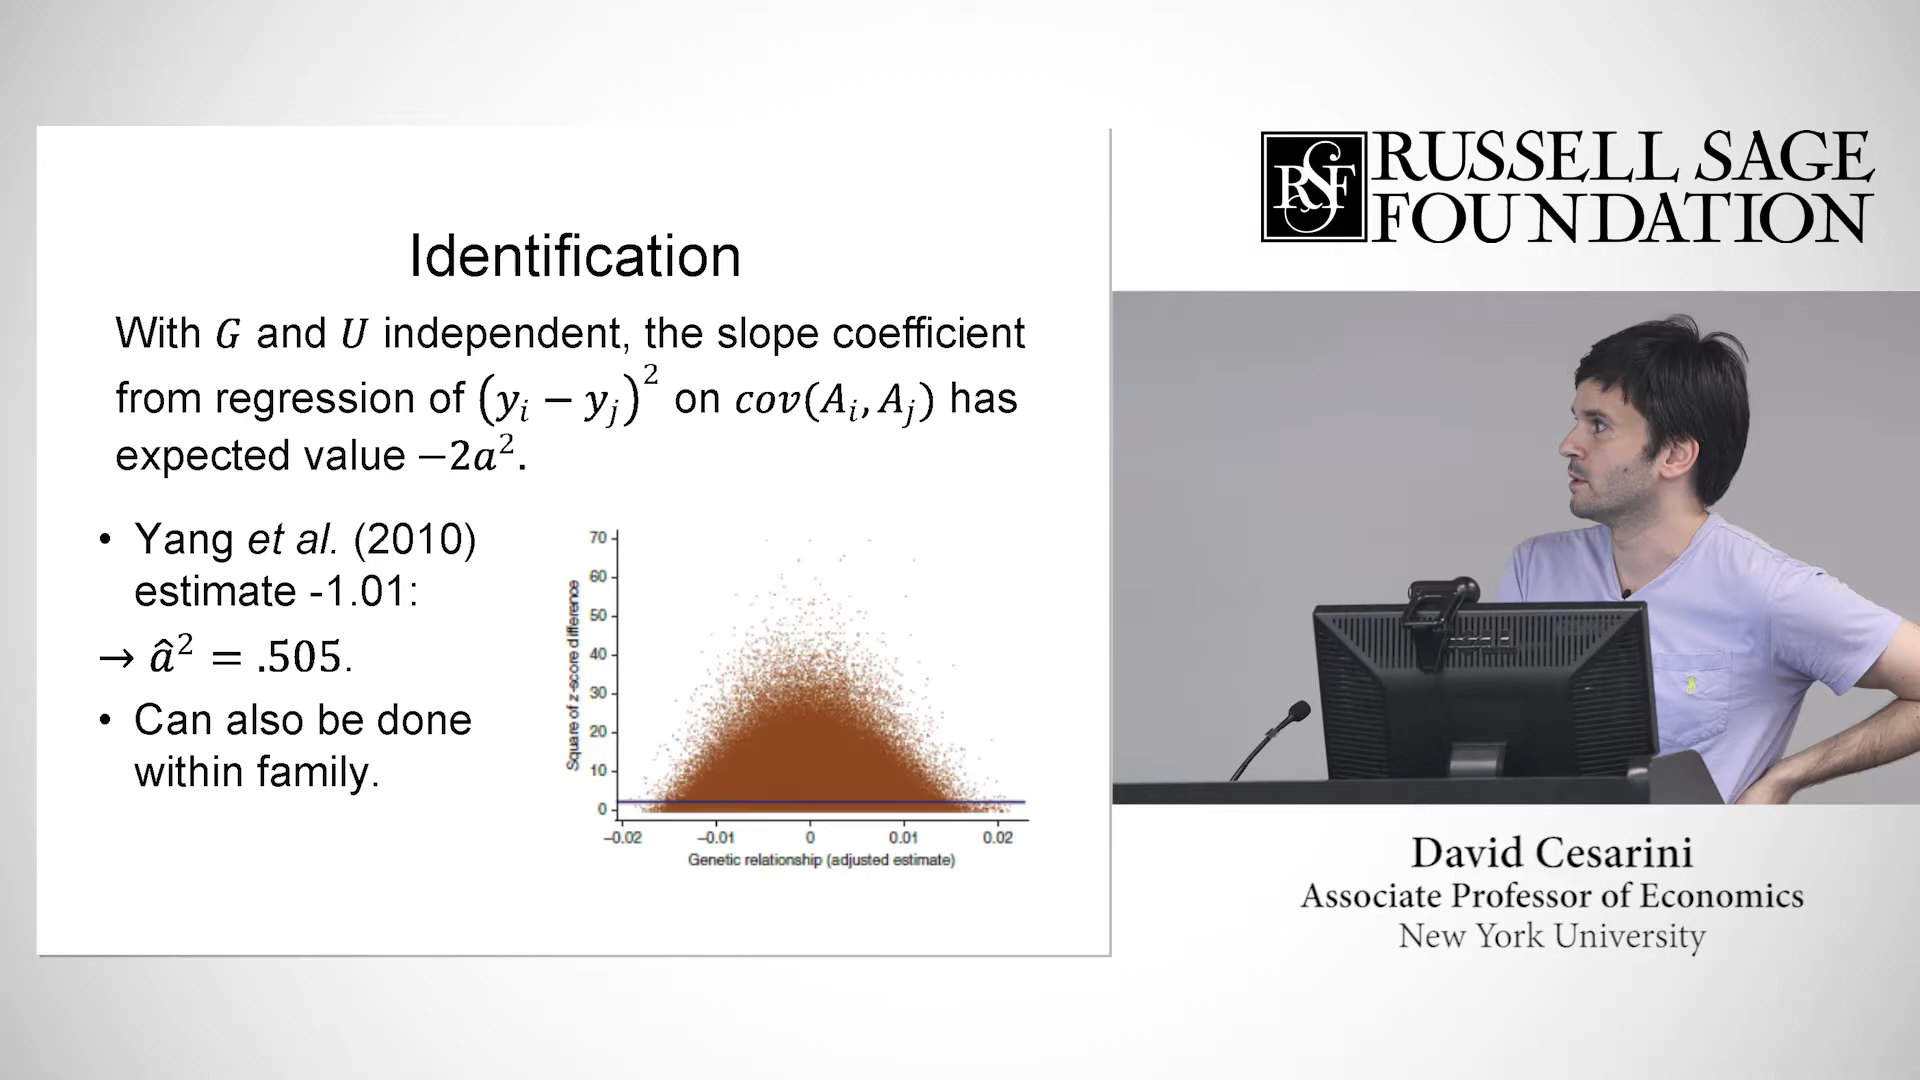 Identification
With G and U independent, the slope coefficient
from regression of (y_i − y_j)^2 on cov(A_i, A_j) has
expected value −2a^2.
• Yang et al. (2010)
estimate -1.01:
→ â^2 = .505.
• Can also be done
within family.
70
60
50
40
30
20
10
0
Square of z-score difference
−0.02 −0.01 0 0.01 0.02
Genetic relationship (adjusted estimate)
RSF
RUSSELL SAGE
FOUNDATION
David Cesarini
Associate Professor of Economics
New York University